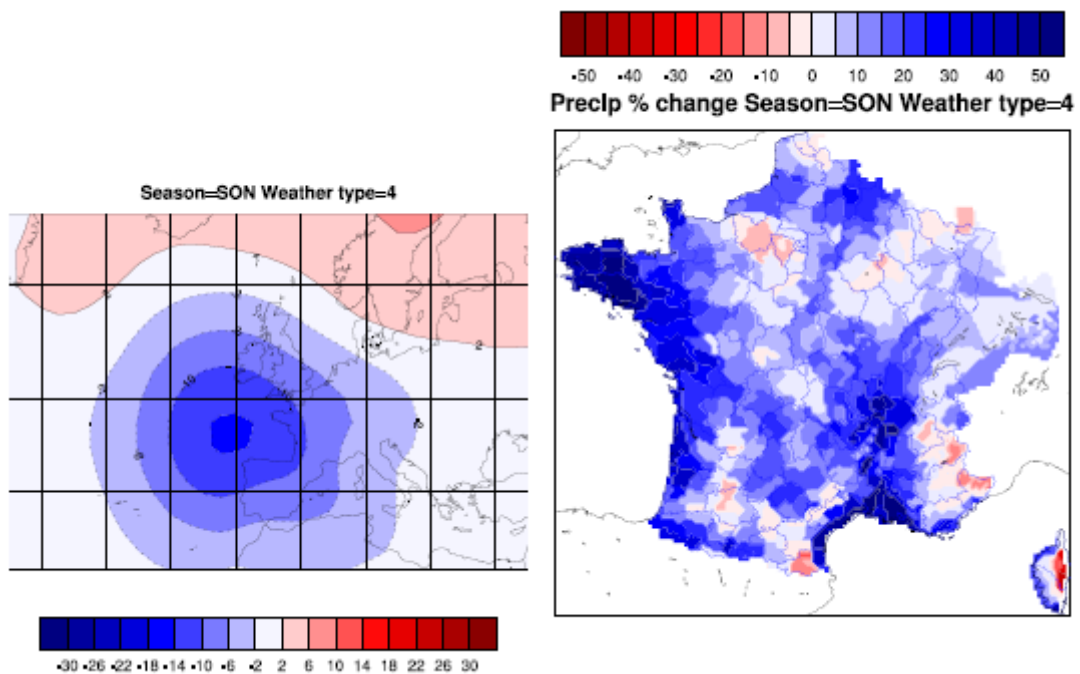 -50 -40 -30 -20 -10 0 10 20 30 40 50
Precip % change Season=SON Weather type=4
Season=SON Weather type=4
-30 -26 -22 -18 -14 -10 -6 -2 2 6 10 14 18 22 26 30